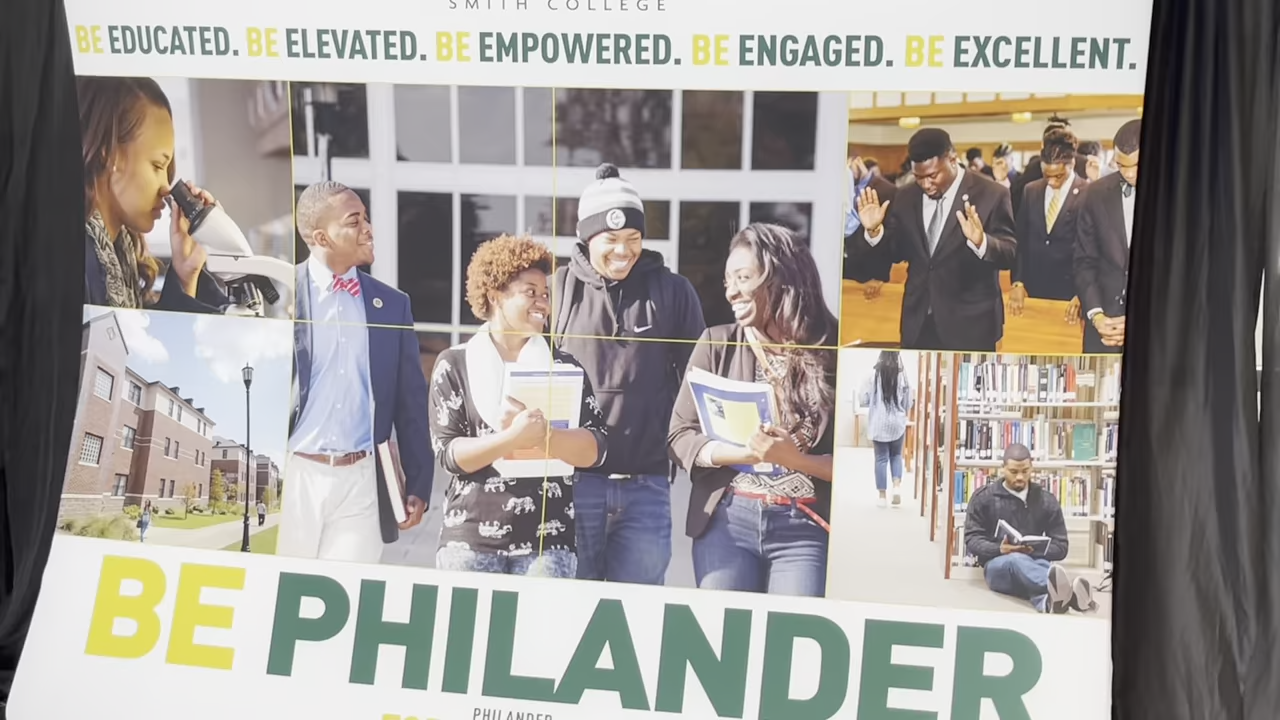 SMITH COLLEGE
BE EDUCATED. BE ELEVATED. BE EMPOWERED. BE ENGAGED. BE EXCELLENT.
BE PHILANDER
PHILANDER